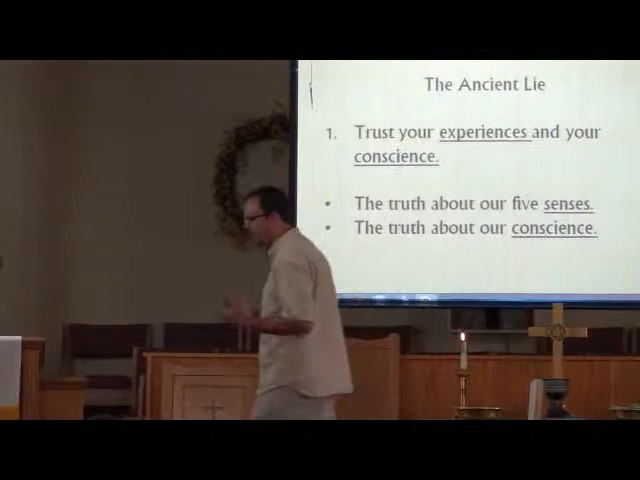 The Ancient Lie
1. Trust your experiences and your
conscience.
• The truth about our five senses.
• The truth about our conscience.